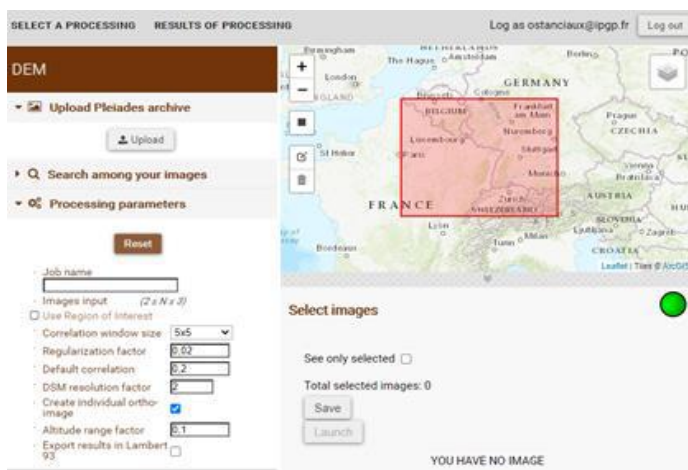 SELECT A PROCESSING RESULTS OF PROCESSING Log as ostanciaux@ipgp.fr Log out
DEM
Upload Pleiades archive
Upload
Search among your images
Processing parameters
Reset
Job name
Images input (2 ≤ N ≤ 3)
Use Region of Interest
Correlation window size 5x5
Regularization factor 0.02
Default correlation 0.2
DSM resolution factor 2
Create individual ortho-
image
Altitude range factor 0.1
Export results in Lambert
93
+
−
Birmingham
The Hague Amsterdam
Berlin
London
GERMANY
Brussels Cologne
BELGIUM
Frankfurt
am Main
Prague
Luxembourg
Nuremberg
CZECHIA
St Helier
Paris
Stuttgart
Vienna
Munich
Bratislava
FRANCE
Zurich
AUSTRIA
SWITZERLAND
SLOVENIA
Lyon
Ljubljana Zagreb
Milan
Turin
Bordeaux
CROATIA
Leaflet | Tiles © ArcGIS
Select images
See only selected
Total selected images: 0
Save
Launch
YOU HAVE NO IMAGE